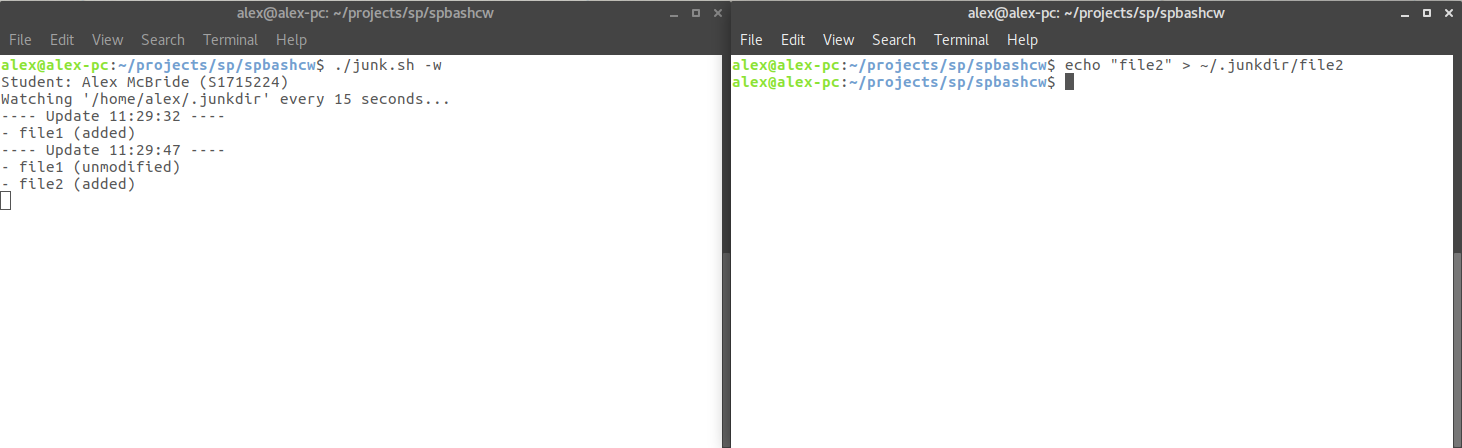 alex@alex-pc: ~/projects/sp/spbashcw
File Edit View Search Terminal Help
alex@alex-pc:~/projects/sp/spbashcw$ ./junk.sh -w
Student: Alex McBride (S1715224)
Watching '/home/alex/.junkdir' every 15 seconds...
---- Update 11:29:32 ----
- file1 (added)
---- Update 11:29:47 ----
- file1 (unmodified)
- file2 (added)
alex@alex-pc: ~/projects/sp/spbashcw
File Edit View Search Terminal Help
alex@alex-pc:~/projects/sp/spbashcw$ echo "file2" > ~/.junkdir/file2
alex@alex-pc:~/projects/sp/spbashcw$